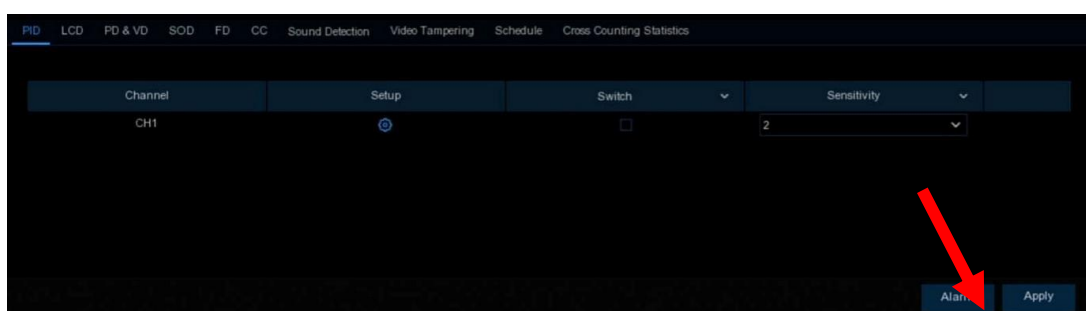 PID LCD PD & VD SOD FD CC Sound Detection Video Tampering Schedule Cross Counting Statistics
Channel Setup Switch Sensitivity
CH1 2
Apply